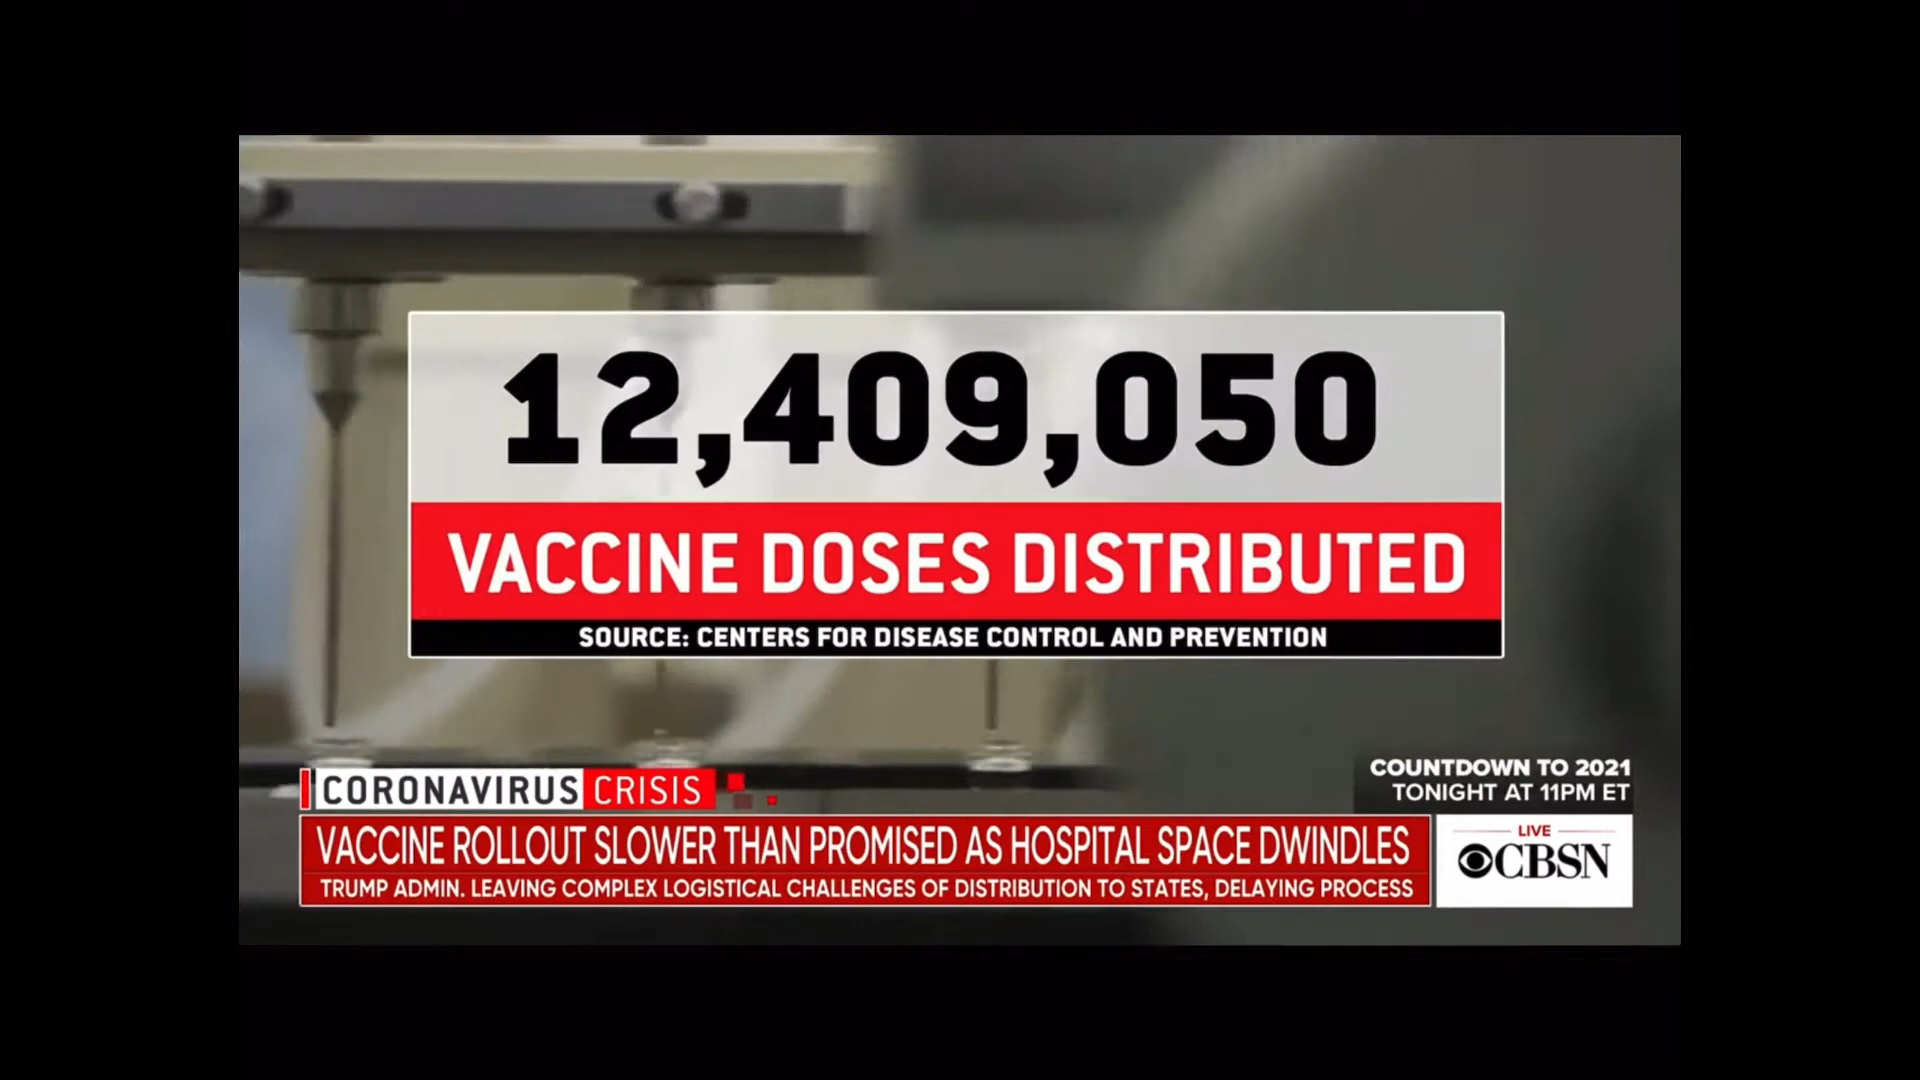 12,409,050
VACCINE DOSES DISTRIBUTED
SOURCE: CENTERS FOR DISEASE CONTROL AND PREVENTION
COUNTDOWN TO 2021
TONIGHT AT 11PM ET
CORONAVIRUS CRISIS
VACCINE ROLLOUT SLOWER THAN PROMISED AS HOSPITAL SPACE DWINDLES
TRUMP ADMIN. LEAVING COMPLEX LOGISTICAL CHALLENGES OF DISTRIBUTION TO STATES, DELAYING PROCESS
LIVE
CBSN